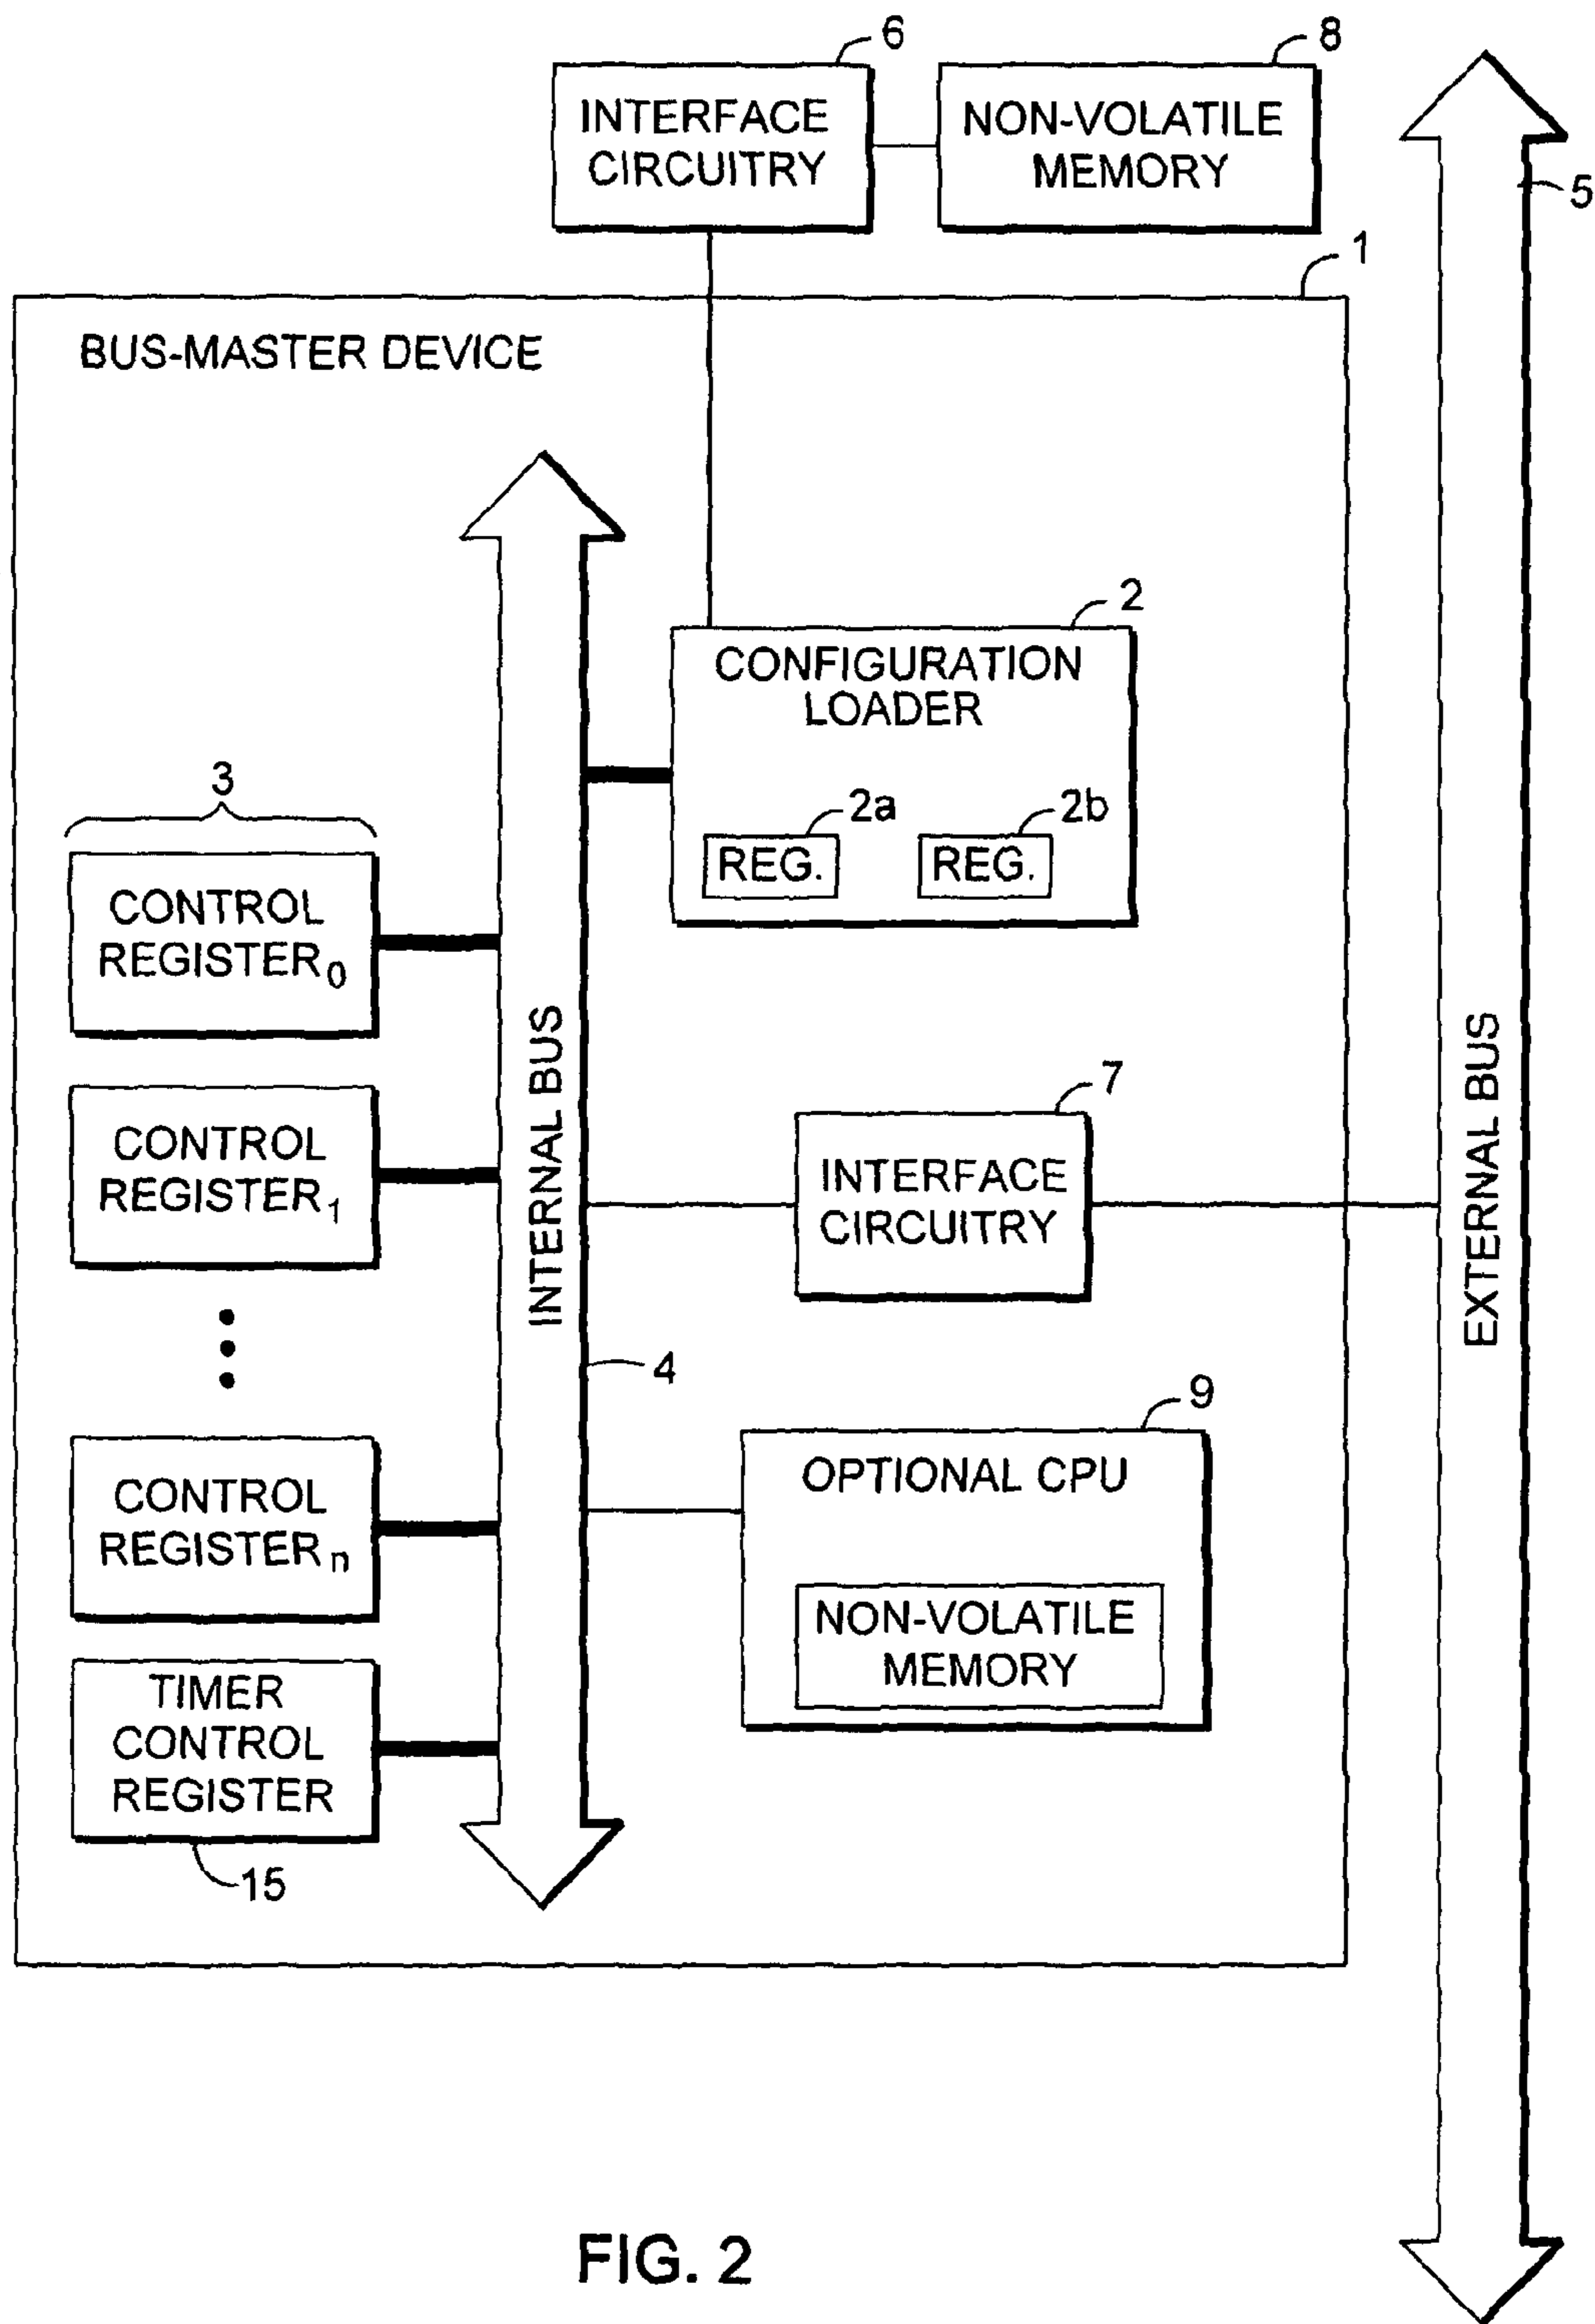 6
8
INTERFACE
CIRCUITRY
NON-VOLATILE
MEMORY
5
1
BUS-MASTER DEVICE
2
CONFIGURATION
LOADER
2a
2b
REG.
REG.
3
CONTROL
REGISTER0
CONTROL
REGISTER1
CONTROL
REGISTERn
TIMER
CONTROL
REGISTER
15
INTERNAL BUS
4
7
INTERFACE
CIRCUITRY
9
OPTIONAL CPU
NON-VOLATILE
MEMORY
EXTERNAL BUS
FIG. 2